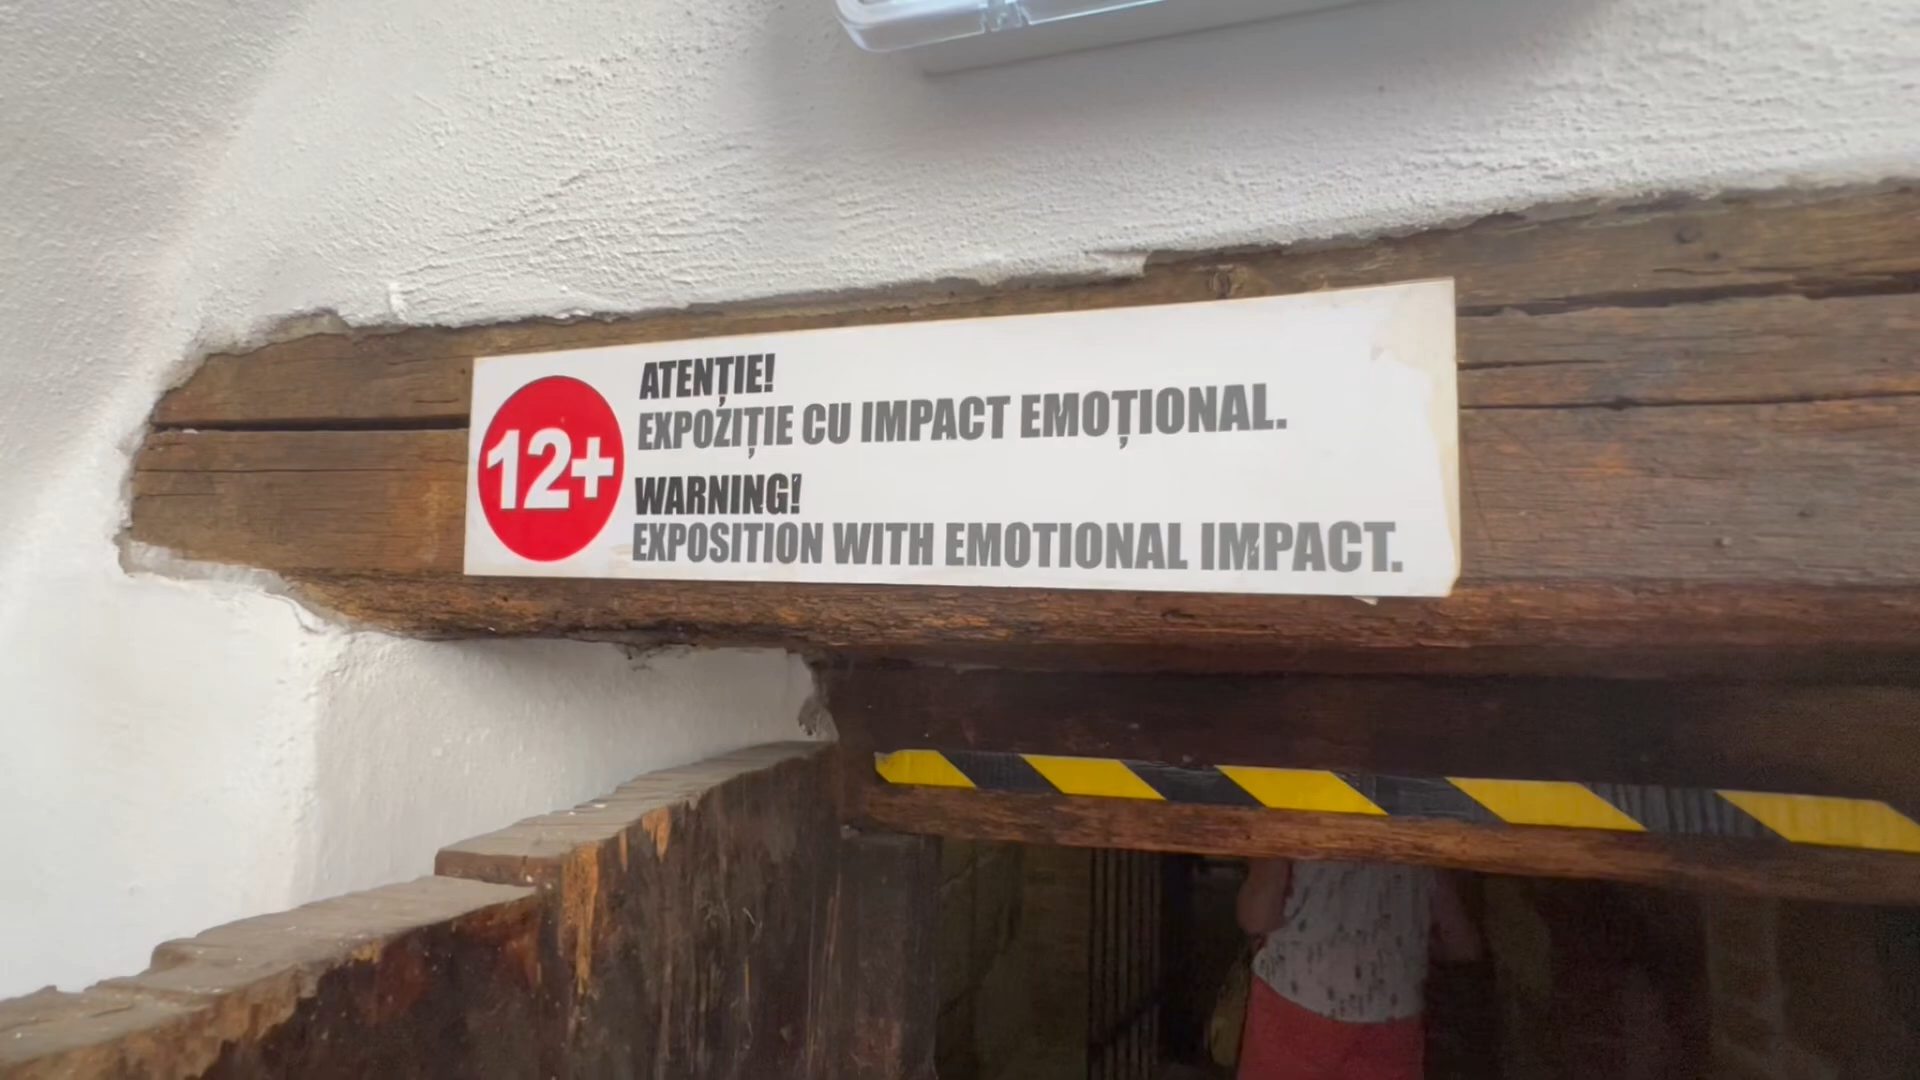 12+
ATENȚIE!
EXPOZIȚIE CU IMPACT EMOȚIONAL.
WARNING!
EXPOSITION WITH EMOTIONAL IMPACT.